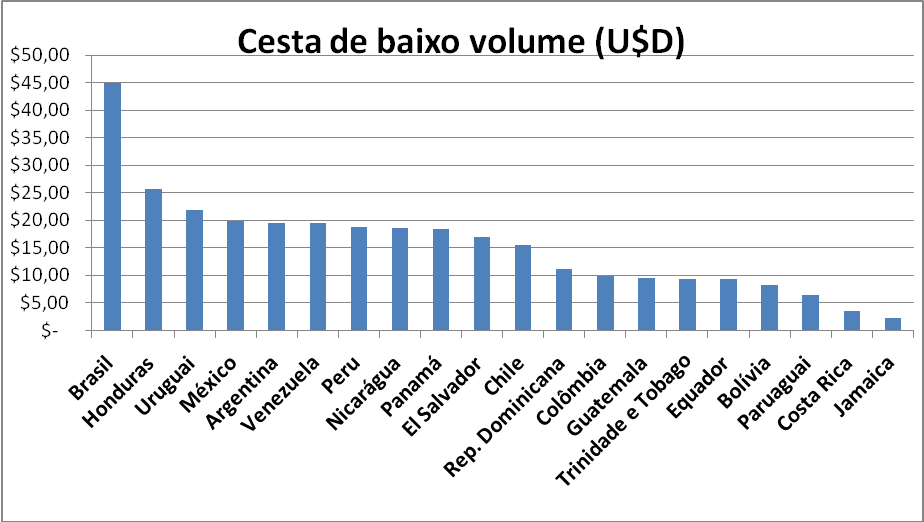 Cesta de baixo volume (U$D)
$50,00
$45,00
$40,00
$35,00
$30,00
$25,00
$20,00
$15,00
$10,00
$5,00
$-
Brasil
Honduras
Uruguai
México
Argentina
Venezuela
Peru
Nicarágua
Panamá
El Salvador
Chile
Rep. Dominicana
Colômbia
Guatemala
Trinidade e Tobago
Equador
Bolívia
Paruaguai
Costa Rica
Jamaica